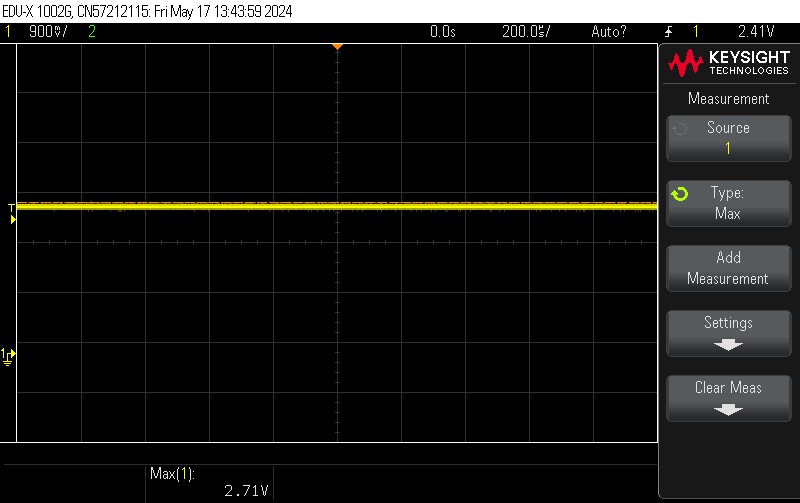 EDU-X 1002G, CN57212115: Fri May 17 13:43:59 2024
1 900mV/ 2 0.0s 200.0us/ Auto? 1 2.41V
KEYSIGHT
TECHNOLOGIES
Measurement
Source
1
Type:
Max
Add
Measurement
Settings
Clear Meas
T
1
Max(1):
2.71V